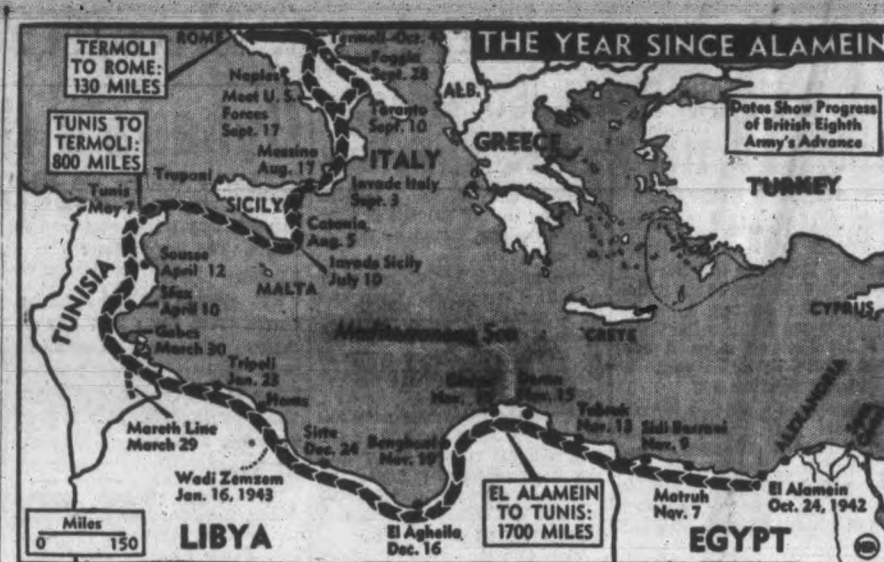 THE YEAR SINCE ALAMEIN
Dates Show Progress
of British Eighth
Army's Advance
TERMOLI
TO ROME:
130 MILES
ROME
Termoli-Oct. 4
Foggia
Sept. 28
Naples
Meet U. S.
Forces
Sept. 17
Taranto
Sept. 10
ALB.
GREECE
TURKEY
TUNIS TO
TERMOLI:
800 MILES
Messina
Aug. 17
ITALY
Invade Italy
Sept. 3
Trapani
Tunis
May 7
SICILY
Catania
Aug. 5
Invade Sicily
July 10
MALTA
Sousse
April 12
TUNISIA
Sfax
April 10
Gabes
March 30
Mediterranean Sea
CRETE
CYPRUS
Tripoli
Jan. 23
Homs
Mareth Line
March 29
Sirte
Dec. 24
Wadi Zemzem
Jan. 16, 1943
Benghazi
Nov.
Derna
15
Tobruk
Nov. 13
Sidi Barrani
Nov. 9
ALEXANDRIA
Matruh
Nov. 7
El Alamein
Oct. 24, 1942
EL ALAMEIN
TO TUNIS:
1700 MILES
El Agheila
Dec. 16
Miles
0 150
LIBYA
EGYPT